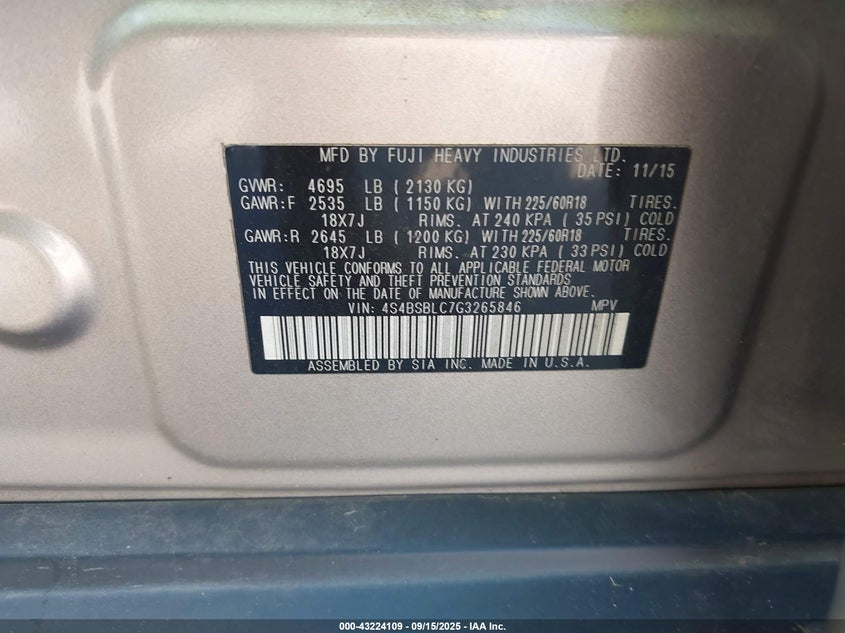 MFD BY FUJI HEAVY INDUSTRIES LTD.
DATE: 11/15
GVWR: 4695 LB ( 2130 KG)
GAWR:F 2535 LB ( 1150 KG) WITH 225/60R18 TIRES.
18X7J RIMS. AT 240 KPA ( 35 PSI) COLD
GAWR:R 2645 LB ( 1200 KG) WITH 225/60R18 TIRES.
18X7J RIMS. AT 230 KPA ( 33 PSI) COLD
THIS VEHICLE CONFORMS TO ALL APPLICABLE FEDERAL MOTOR
VEHICLE SAFETY AND THEFT PREVENTION STANDARDS
IN EFFECT ON THE DATE OF MANUFACTURE SHOWN ABOVE.
VIN: 4S4BSBLC7G3265846 MPV
ASSEMBLED BY SIA INC. MADE IN U.S.A.
000-43224109 - 09/15/2025 - IAA Inc.